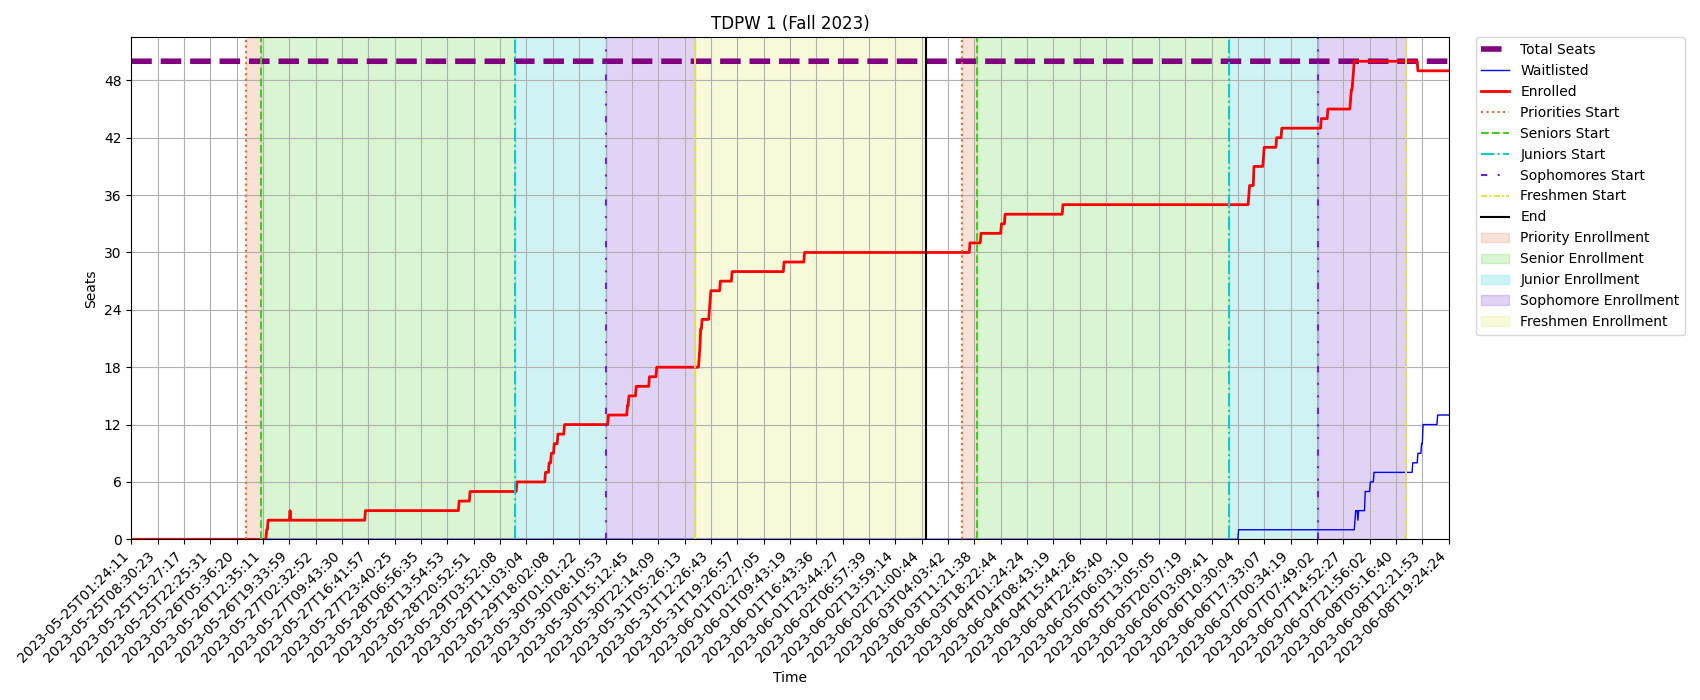 TDPW 1 (Fall 2023)
Seats
48
42
36
30
24
18
12
6
0
2023-05-25T01:24:11
2023-05-25T08:30:23
2023-05-25T15:27:17
2023-05-25T22:25:31
2023-05-26T05:36:20
2023-05-26T12:35:11
2023-05-26T19:33:59
2023-05-27T02:32:52
2023-05-27T09:43:30
2023-05-27T16:41:57
2023-05-27T23:40:25
2023-05-28T06:56:35
2023-05-28T13:54:53
2023-05-28T20:52:51
2023-05-29T03:52:08
2023-05-29T11:03:04
2023-05-29T18:02:08
2023-05-30T01:01:22
2023-05-30T08:10:53
2023-05-30T15:12:45
2023-05-30T22:14:09
2023-05-31T05:26:13
2023-05-31T12:26:43
2023-05-31T19:26:57
2023-06-01T02:27:05
2023-06-01T09:43:19
2023-06-01T16:43:36
2023-06-01T23:44:27
2023-06-02T06:57:39
2023-06-02T13:59:14
2023-06-02T21:00:44
2023-06-03T04:03:42
2023-06-03T11:21:38
2023-06-03T18:22:44
2023-06-04T01:24:24
2023-06-04T08:43:19
2023-06-04T15:44:26
2023-06-04T22:45:40
2023-06-05T06:03:10
2023-06-05T13:05:05
2023-06-05T20:07:19
2023-06-06T03:09:41
2023-06-06T10:30:04
2023-06-06T17:33:07
2023-06-07T00:34:19
2023-06-07T07:49:02
2023-06-07T14:52:27
2023-06-07T21:56:02
2023-06-08T05:16:40
2023-06-08T12:21:53
2023-06-08T19:24:24
Time
Total Seats
Waitlisted
Enrolled
Priorities Start
Seniors Start
Juniors Start
Sophomores Start
Freshmen Start
End
Priority Enrollment
Senior Enrollment
Junior Enrollment
Sophomore Enrollment
Freshmen Enrollment